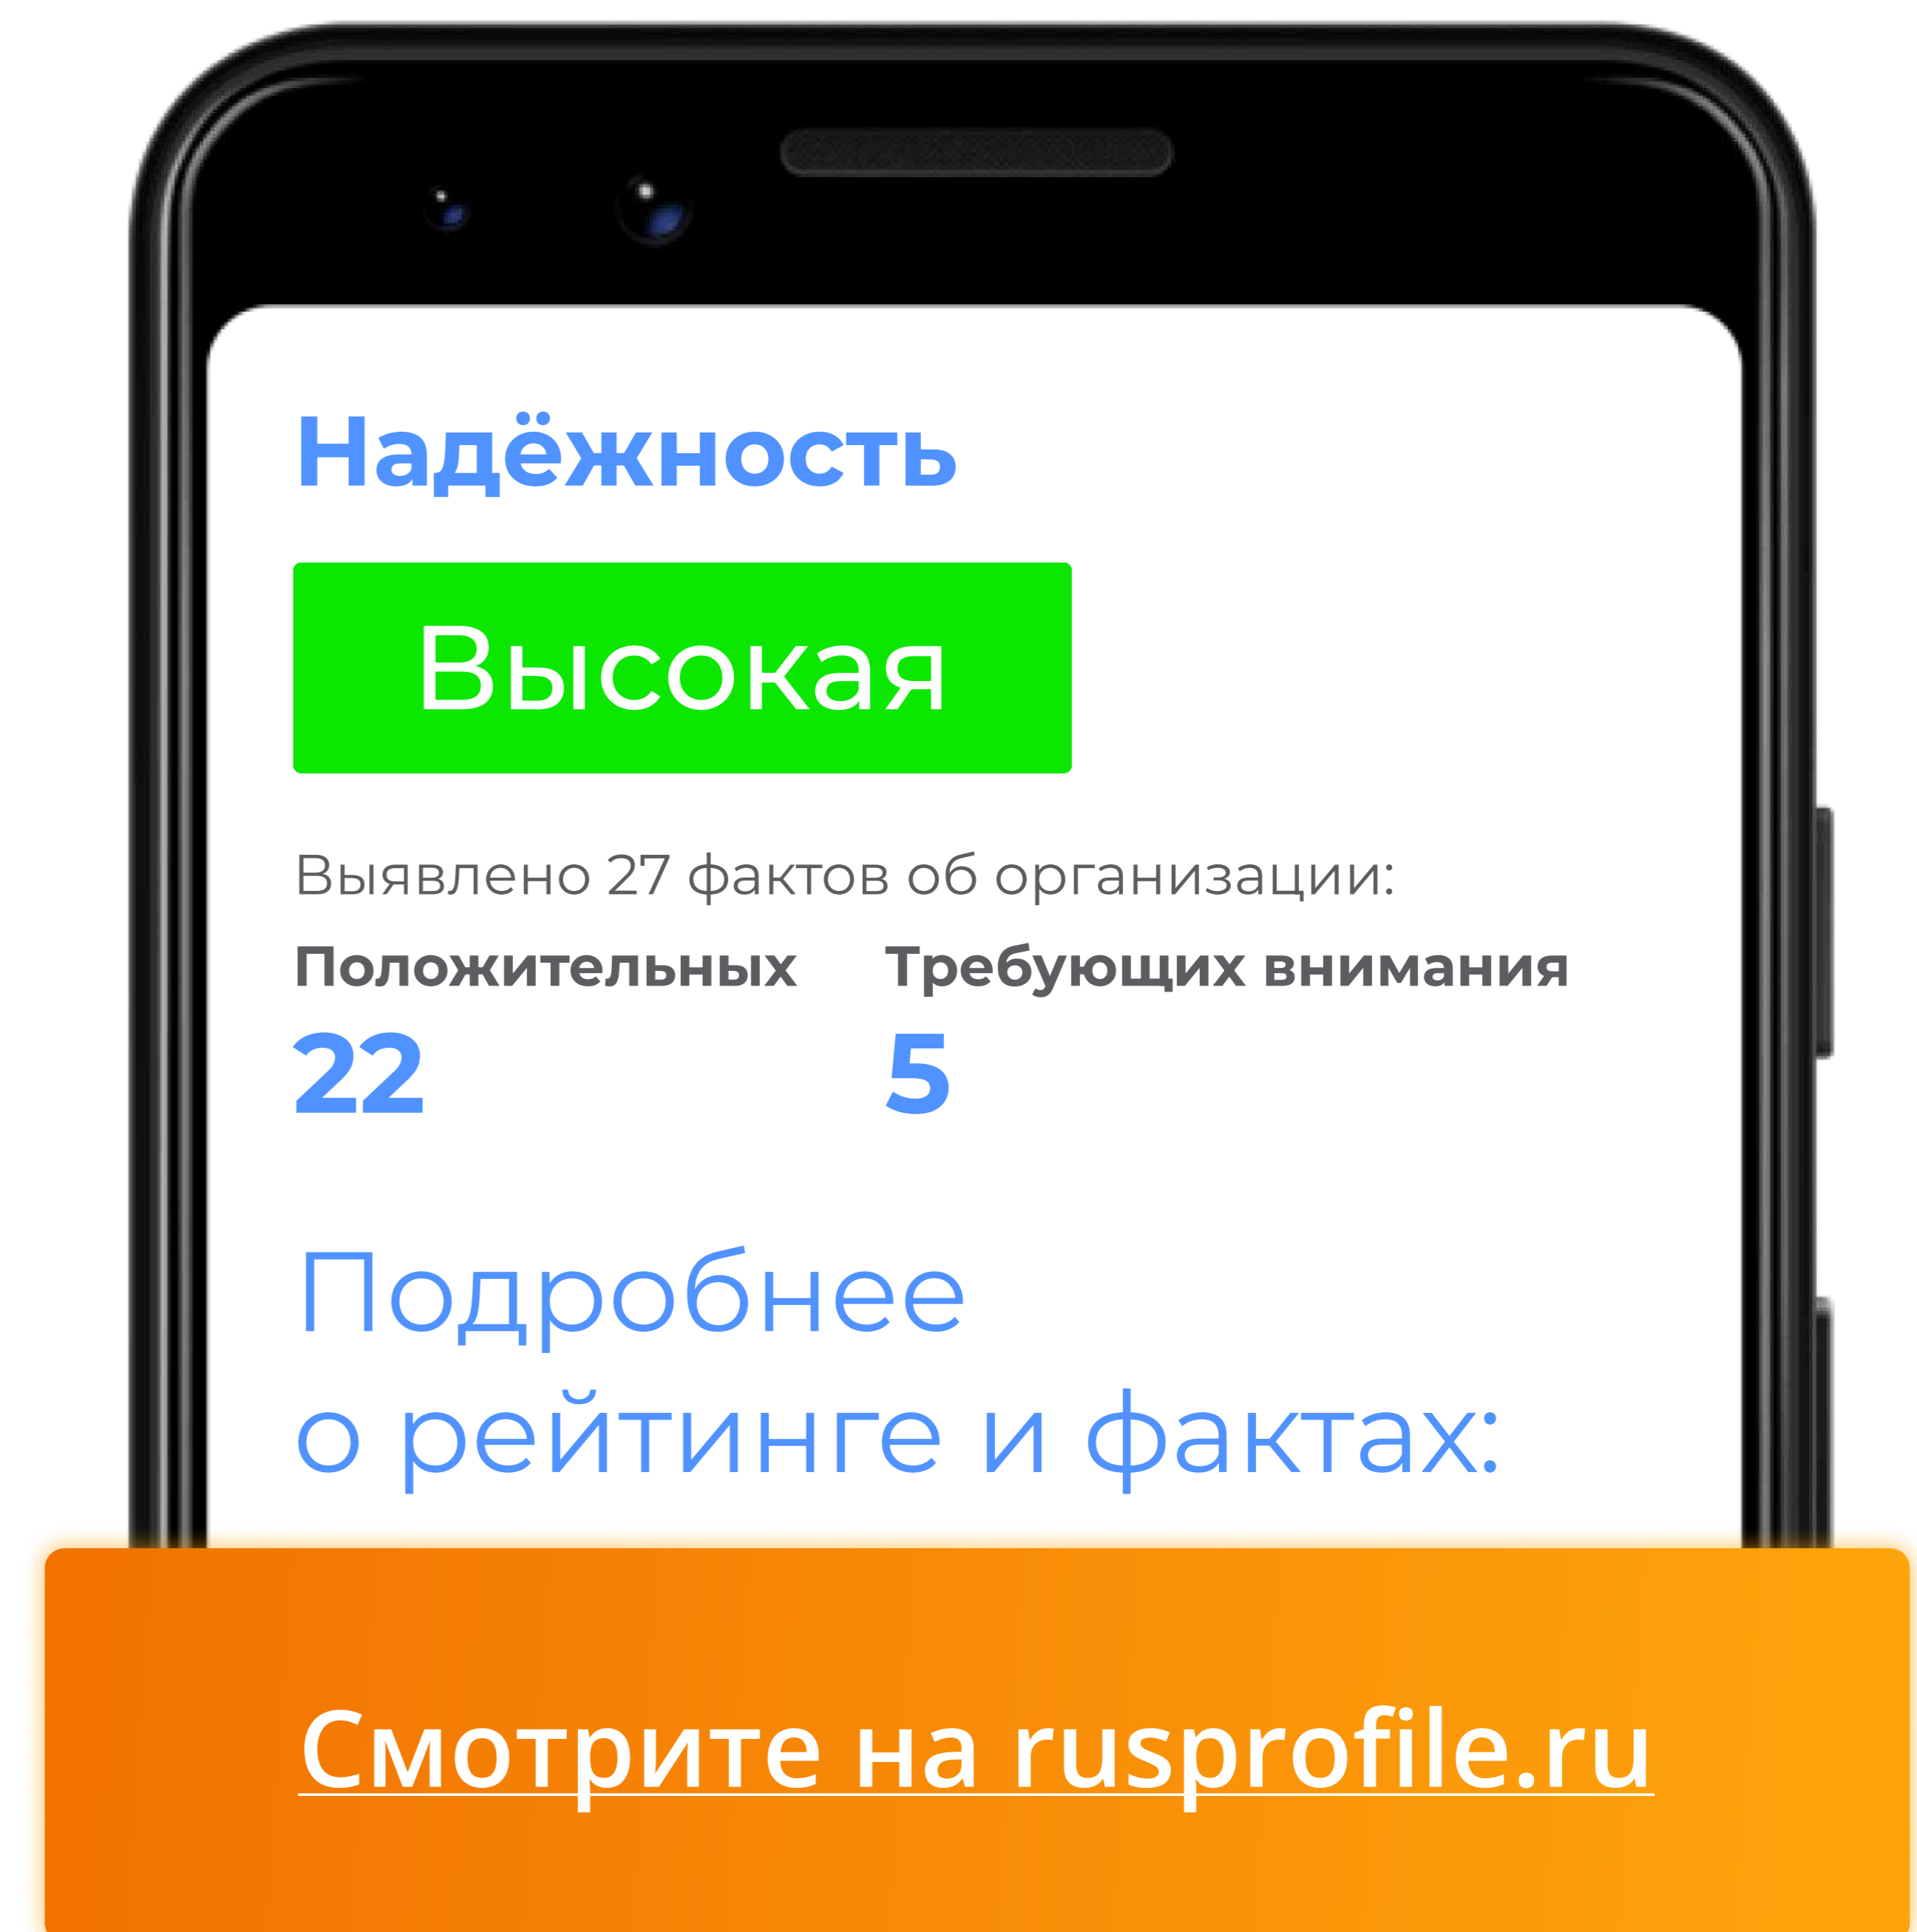 Надёжность
Высокая
Выявлено 27 фактов об организации:
Положительных Требующих внимания
22 5
Подробнее
о рейтинге и фактах:
Смотрите на rusprofile.ru